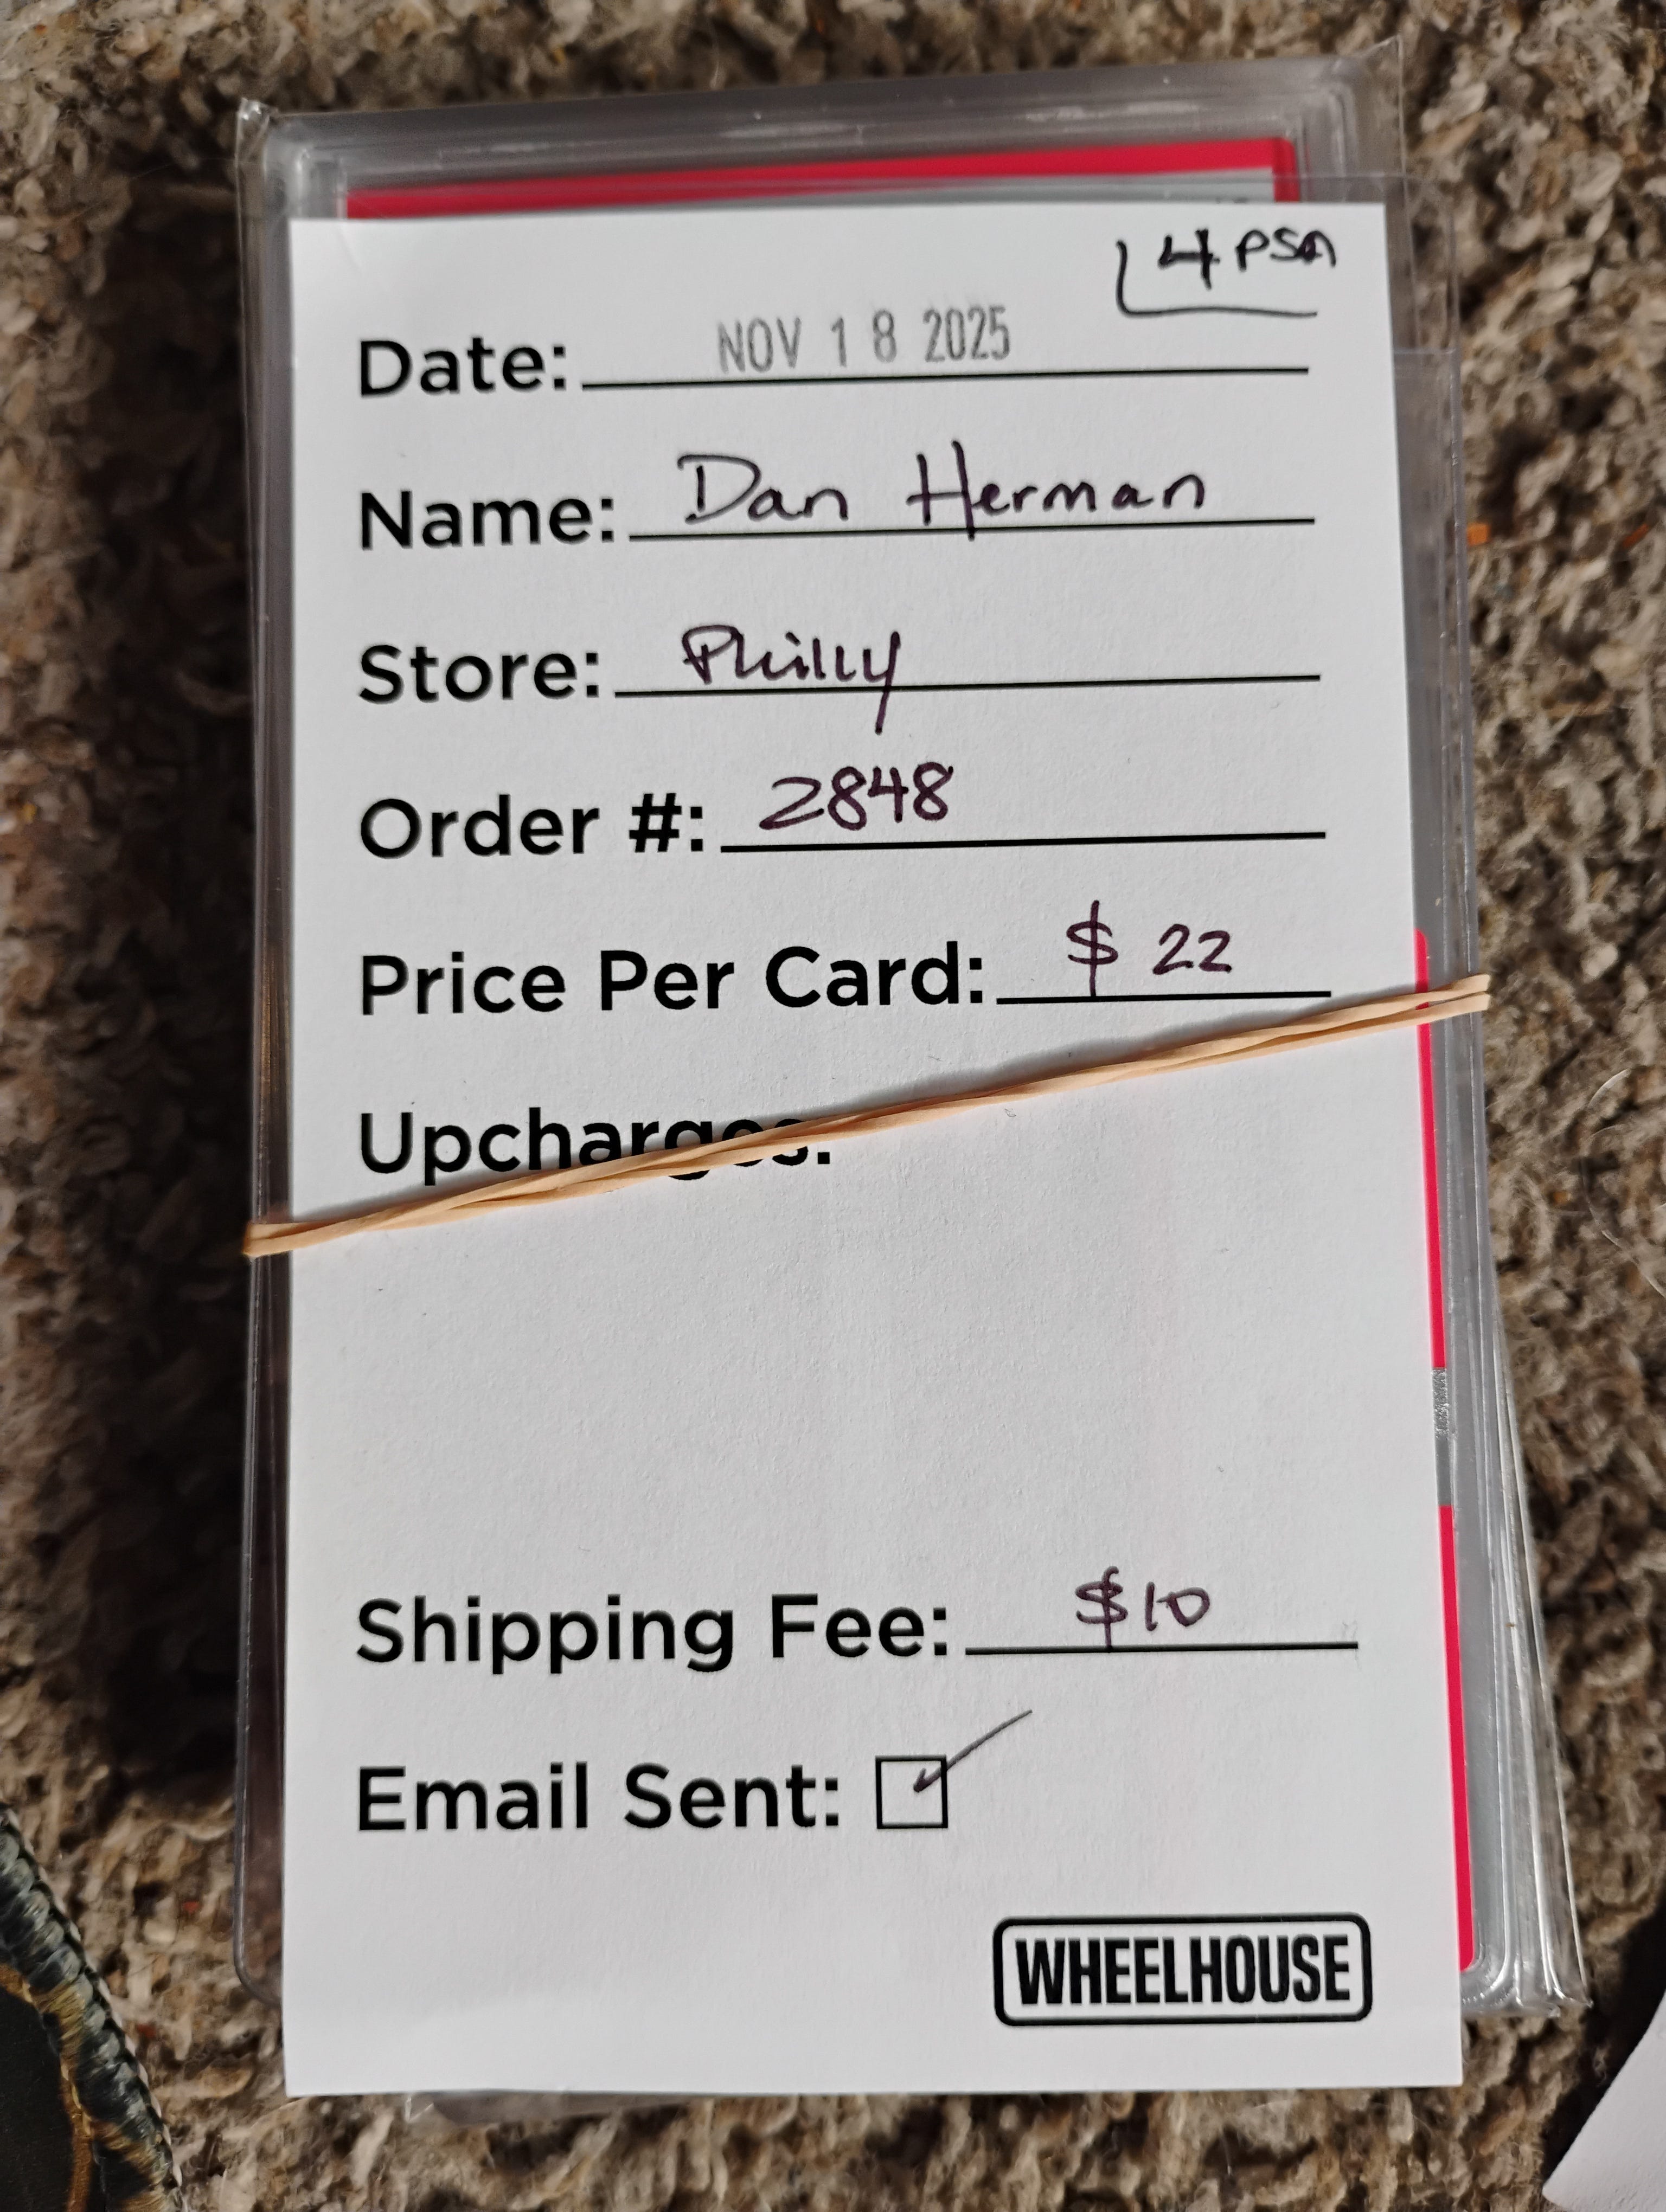 4 PSA
Date: NOV 18 2025
Name: Dan Herman
Store: Philly
Order #: 2848
Price Per Card: $ 22
Upcharges:
Shipping Fee: $10
Email Sent:
WHEELHOUSE